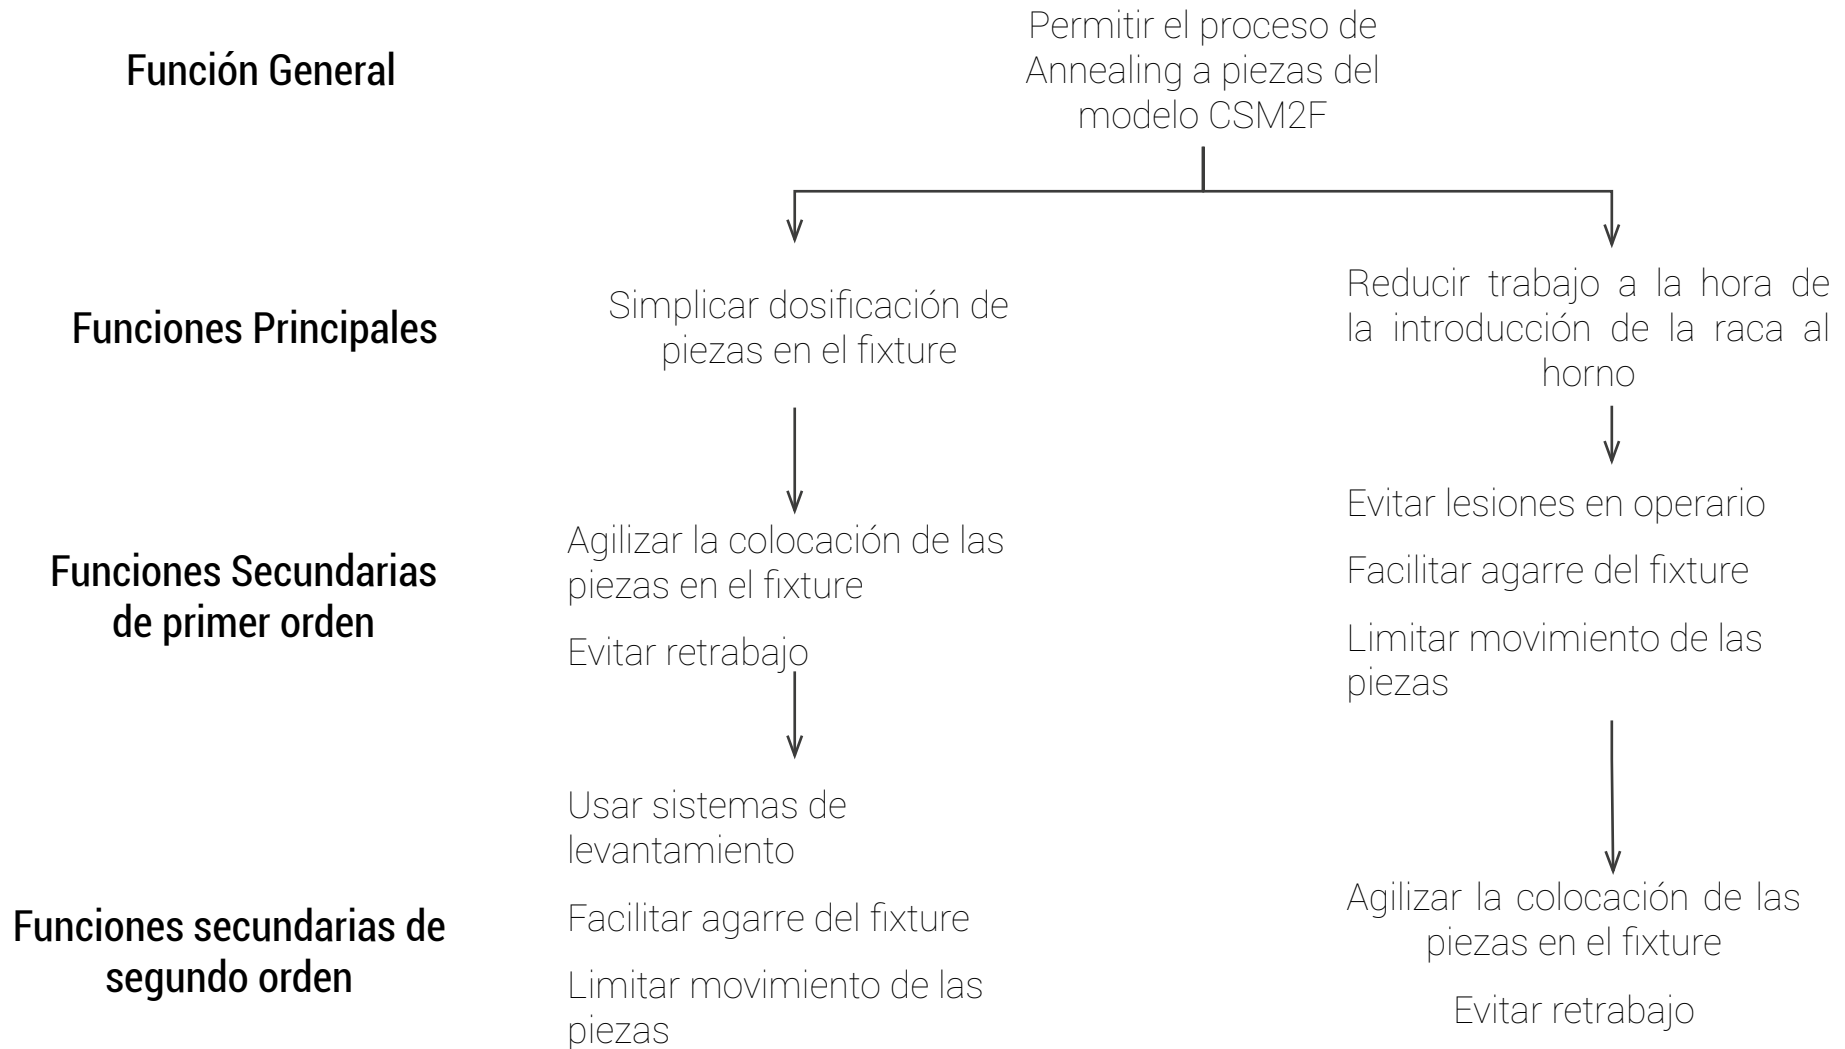 Función General
Permitir el proceso de
Annealing a piezas del
modelo CSM2F
Funciones Principales
Simplicar dosificación de
piezas en el fixture
Reducir trabajo a la hora de
la introducción de la raca al
horno
Funciones Secundarias
de primer orden
Agilizar la colocación de las
piezas en el fixture
Evitar retrabajo
Evitar lesiones en operario
Facilitar agarre del fixture
Limitar movimiento de las
piezas
Funciones secundarias de
segundo orden
Usar sistemas de
levantamiento
Facilitar agarre del fixture
Limitar movimiento de las
piezas
Agilizar la colocación de las
piezas en el fixture
Evitar retrabajo